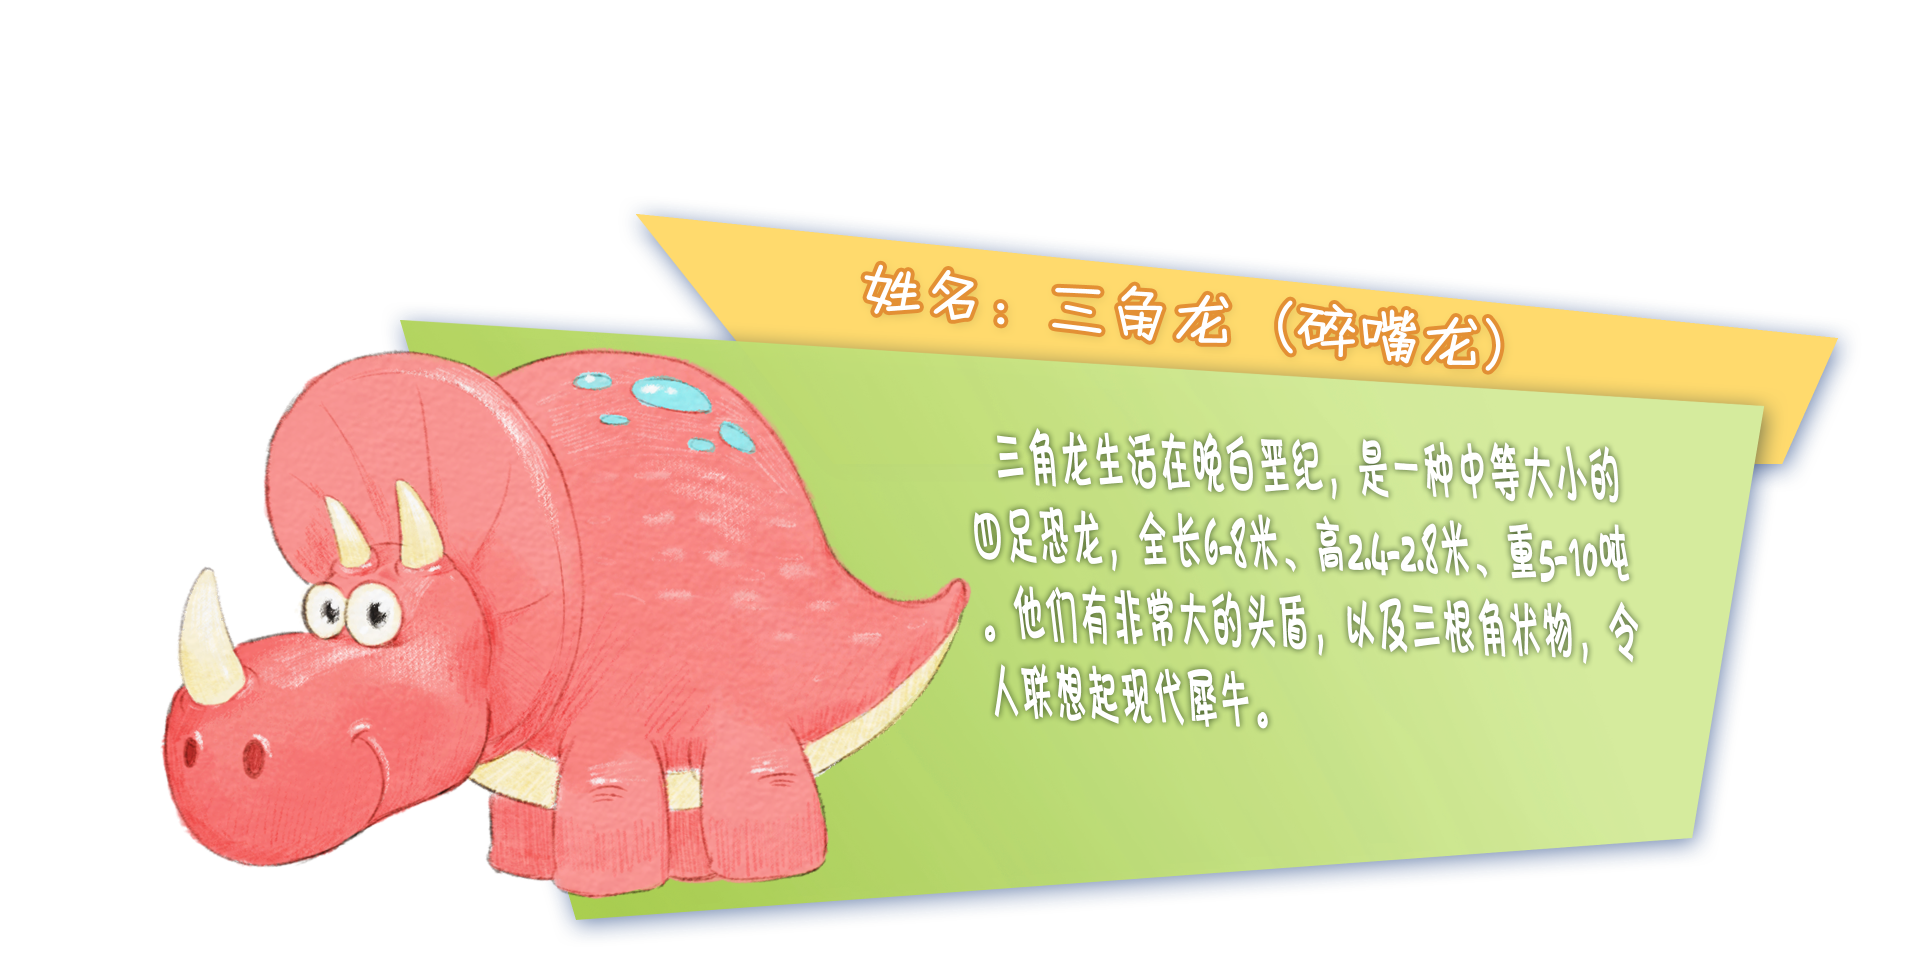 姓名：三角龙（碎嘴龙）
三角龙生活在晚白垩纪，是一种中等大小的
四足恐龙，全长6-8米、高2.4-2.8米、重5-10吨
。他们有非常大的头盾，以及三根角状物，令
人联想起现代犀牛。